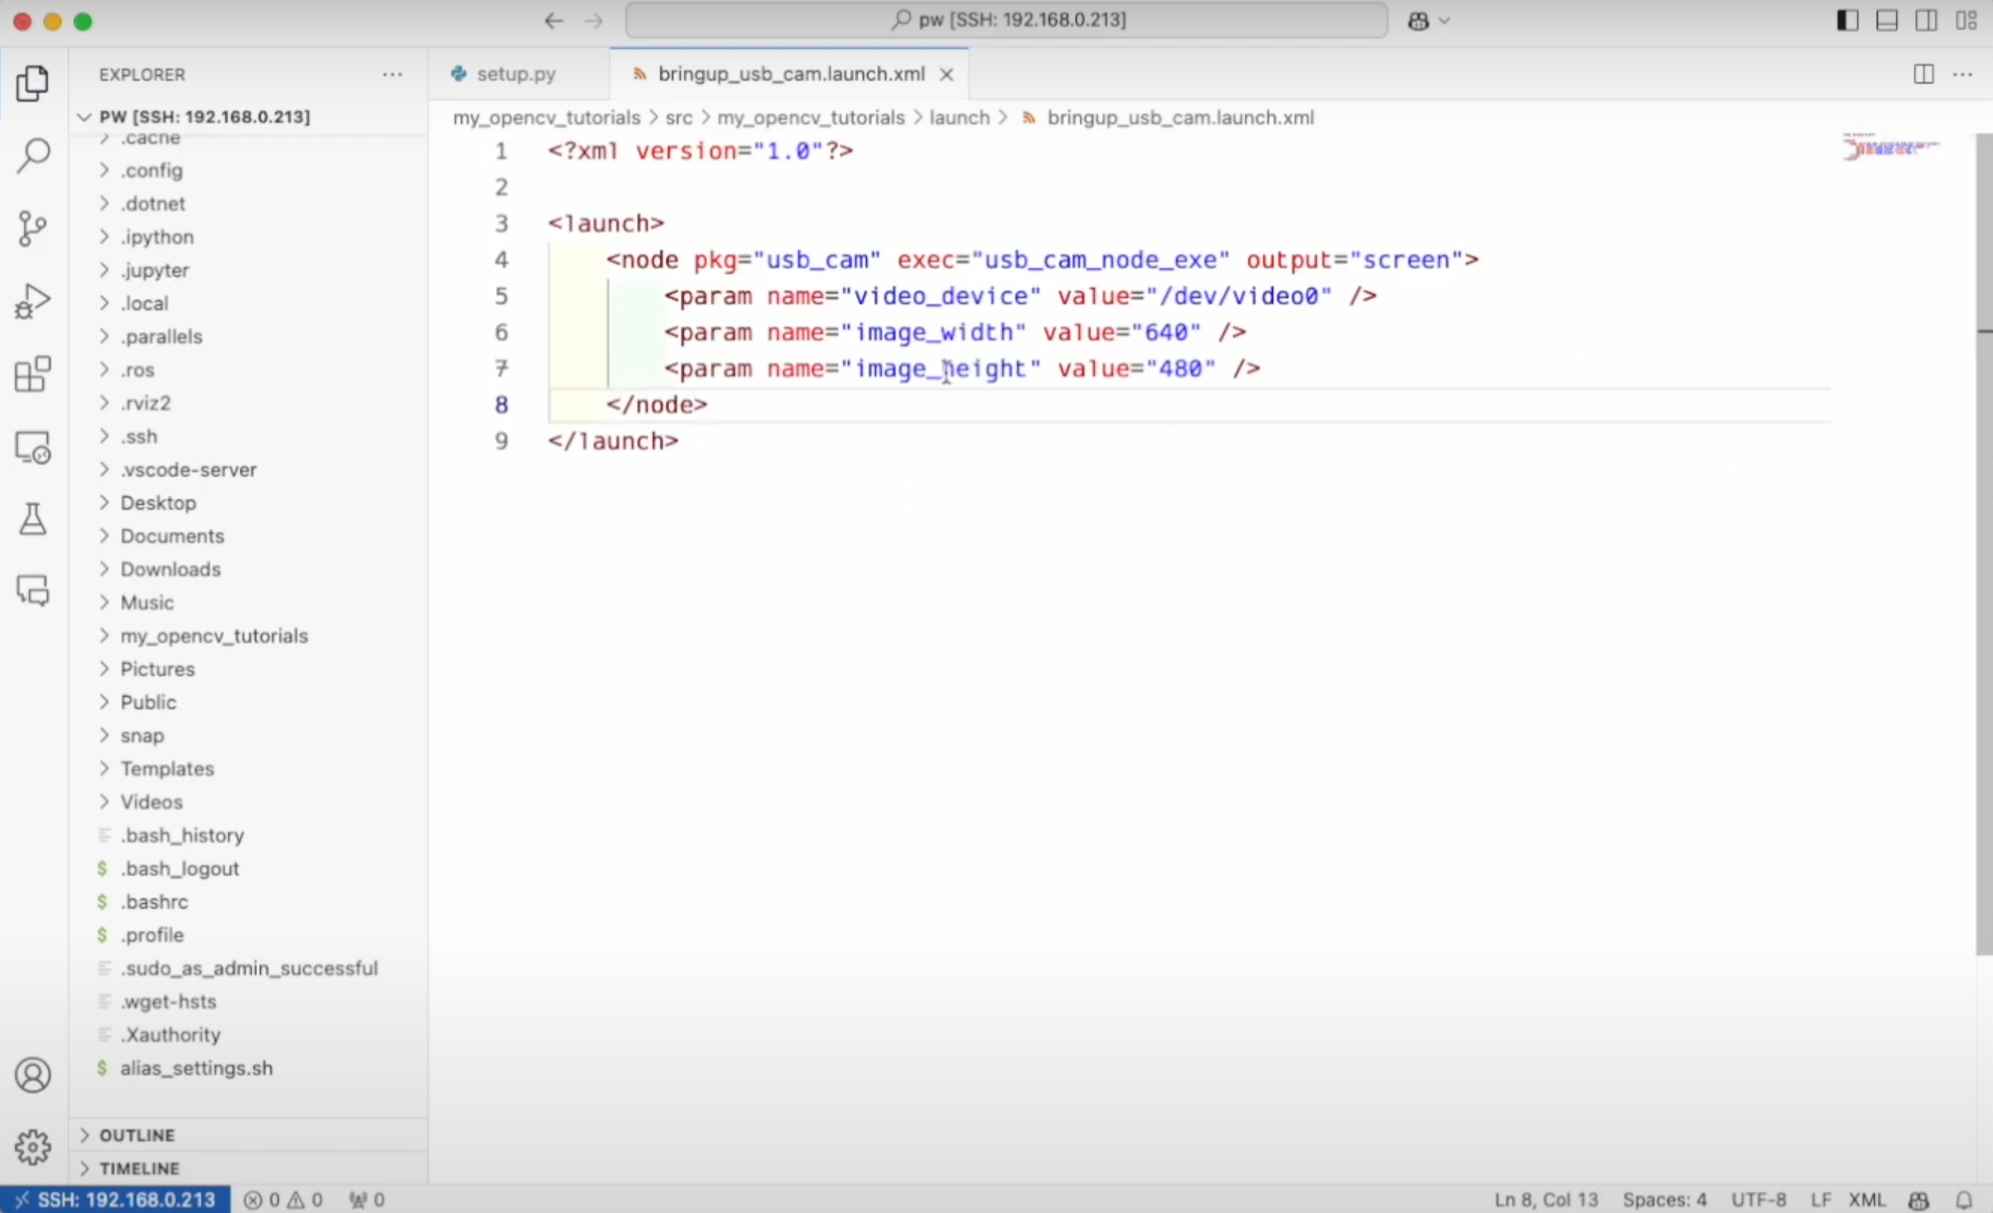 pw [SSH: 192.168.0.213]
EXPLORER
PW [SSH: 192.168.0.213]
.cache
.config
.dotnet
.ipython
.jupyter
.local
.parallels
.ros
.rviz2
.ssh
.vscode-server
Desktop
Documents
Downloads
Music
my_opencv_tutorials
Pictures
Public
snap
Templates
Videos
.bash_history
$ .bash_logout
$ .bashrc
$ .profile
.sudo_as_admin_successful
.wget-hsts
.Xauthority
$ alias_settings.sh
OUTLINE
TIMELINE
setup.py
bringup_usb_cam.launch.xml
my_opencv_tutorials > src > my_opencv_tutorials > launch > bringup_usb_cam.launch.xml
1 <?xml version="1.0"?>
2
3 <launch>
4 <node pkg="usb_cam" exec="usb_cam_node_exe" output="screen">
5 <param name="video_device" value="/dev/video0" />
6 <param name="image_width" value="640" />
7 <param name="image_height" value="480" />
8 </node>
9 </launch>
SSH: 192.168.0.213 0 0 0 Ln 8, Col 13 Spaces: 4 UTF-8 LF XML